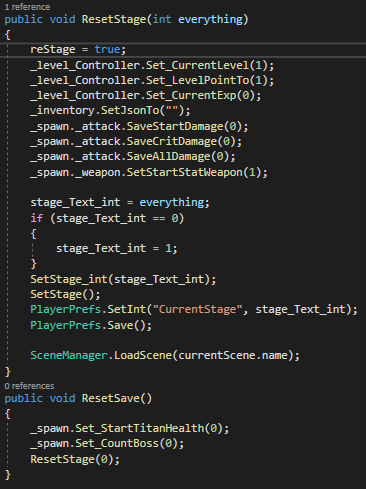 1 reference
public void ResetStage(int everything)
{
reStage = true;
_level_Controller.Set_CurrentLevel(1);
_level_Controller.Set_LevelPointTo(1);
_level_Controller.Set_CurrentExp(0);
_inventory.SetJsonTo("");
_spawn._attack.SaveStartDamage(0);
_spawn._attack.SaveCritDamage(0);
_spawn._attack.SaveAllDamage(0);
_spawn._weapon.SetStartStatWeapon(1);
stage_Text_int = everything;
if (stage_Text_int == 0)
{
stage_Text_int = 1;
}
SetStage_int(stage_Text_int);
SetStage();
PlayerPrefs.SetInt("CurrentStage", stage_Text_int);
PlayerPrefs.Save();
SceneManager.LoadScene(currentScene.name);
}
0 references
public void ResetSave()
{
_spawn.Set_StartTitanHealth(0);
_spawn.Set_CountBoss(0);
ResetStage(0);
}